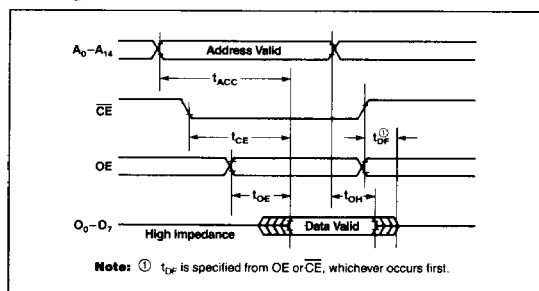 A0–A14 Address Valid
tACC
CE
tCE tDF①
OE
tOE tOH
O0–O7 High Impedance Data Valid
Note: ① tDF is specified from OE or CE, whichever occurs first.